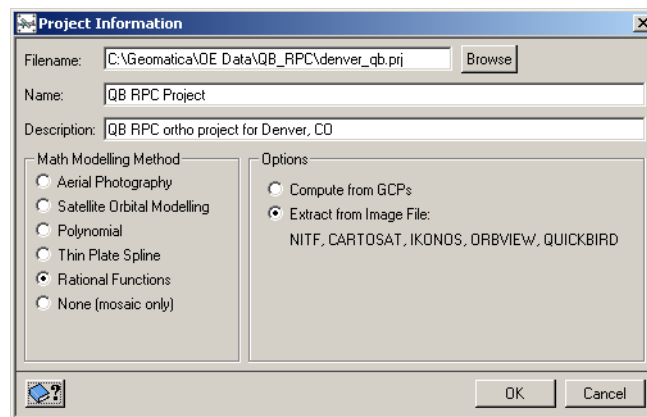 Project Information
Filename: C:\Geomatica\OE Data\QB_RPC\denver_qb.prj Browse
Name: QB RPC Project
Description: QB RPC ortho project for Denver, CO
Math Modelling Method
Aerial Photography
Satellite Orbital Modelling
Polynomial
Thin Plate Spline
Rational Functions
None (mosaic only)
Options
Compute from GCPs
Extract from Image File:
NITF, CARTOSAT, IKONOS, ORBVIEW, QUICKBIRD
?
OK Cancel